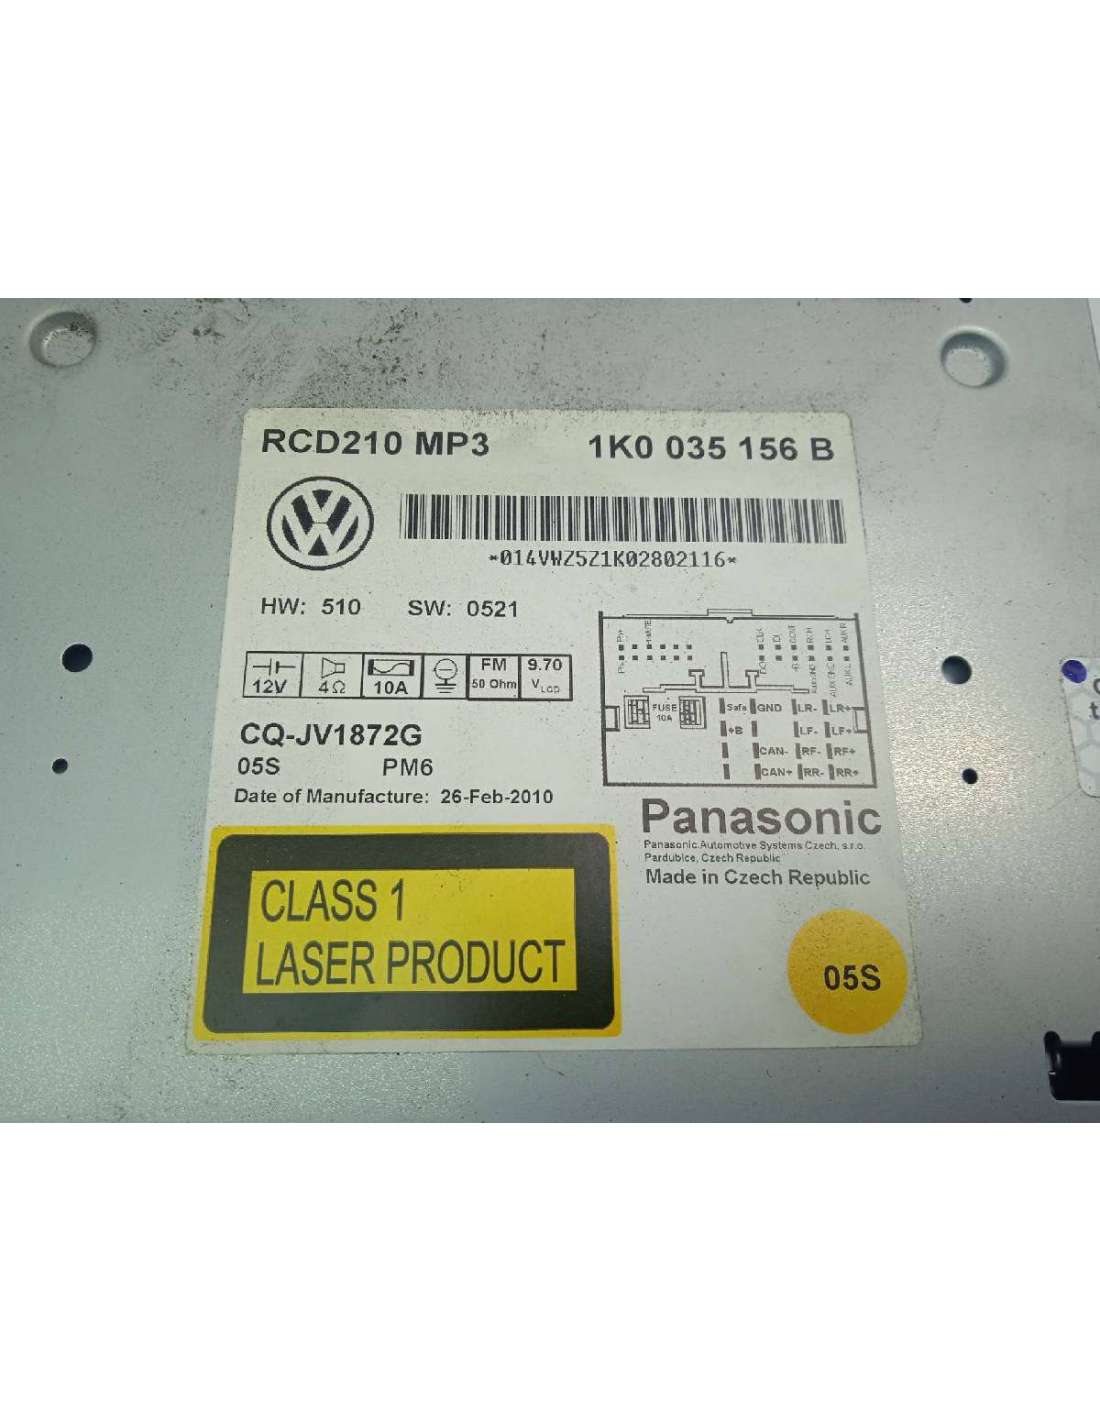 RCD210 MP3 1K0 035 156 B
*014VWZ5Z1K02802116*
HW: 510 SW: 0521
12V 4Ω 10A FM 50 Ohm 9.70 VLCD
CQ-JV1872G
05S PM6
Date of Manufacture: 26-Feb-2010
FUSE 10A
Safe GND LR- LR+
+B LF- LF+
CAN- RF- RF+
CAN+ RR- RR+
Panasonic
Panasonic Automotive Systems Czech, s.r.o.
Pardubice, Czech Republic
Made in Czech Republic
CLASS 1
LASER PRODUCT
05S